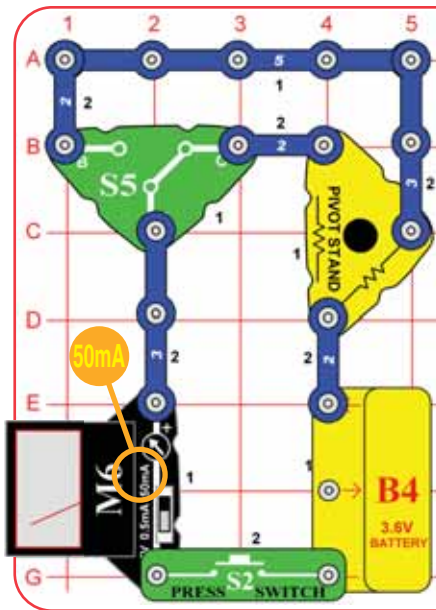 1 2 3 4 5
A
5
2 2 1
2
B B C 2
S5
PIVOT STAND
3 2
1 1
C
D
50mA
3 2 2 2
E
+
M6
0.5mA 50mA
1 1
B4
3.6V
BATTERY
2
G
S2
PRESS SWITCH